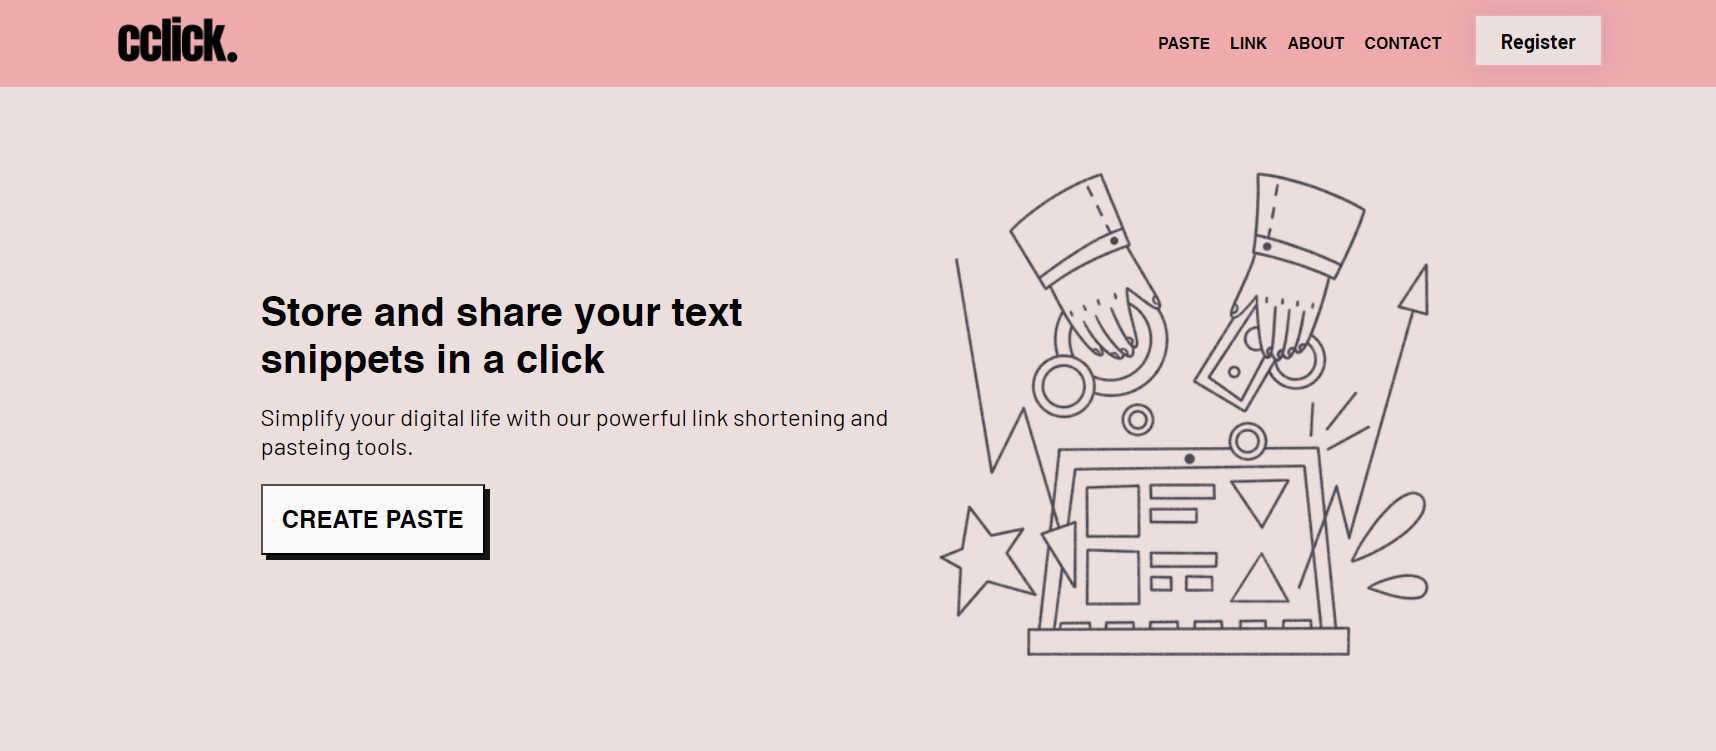 cclick.
PASTE LINK ABOUT CONTACT Register
Store and share your text
snippets in a click
Simplify your digital life with our powerful link shortening and
pasteing tools.
CREATE PASTE